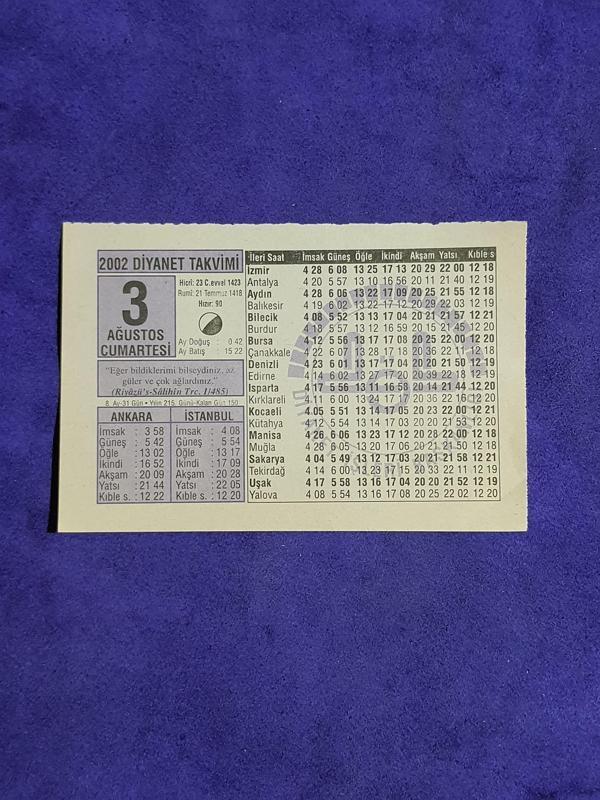 2002 DİYANET TAKVİMİ
3
AĞUSTOS
CUMARTESİ
Hicrî: 23 C.evvel 1423
Rumî: 21 Temmuz 1418
Hızır: 90
Ay Doğuş : 0 42
Ay Batış : 15 22
"Eğer bildiklerimi bilseydiniz, az
güler ve çok ağlardınız."
(Riyâzü's-Sâlihîn Trc. 1/485)
8. Ay-31 Gün • Yılın 215. Günü-Kalan Gün 150
ANKARA
İmsak : 3 58
Güneş : 5 42
Öğle : 13 02
İkindi : 16 52
Akşam : 20 09
Yatsı : 21 44
Kıble s. : 12 22
İSTANBUL
İmsak : 4 08
Güneş : 5 54
Öğle : 13 17
İkindi : 17 09
Akşam : 20 28
Yatsı : 22 05
Kıble s. : 12 20
İleri Saat İmsak Güneş Öğle İkindi Akşam Yatsı Kıble s
İzmir 4 28 6 08 13 25 17 13 20 29 22 00 12 18
Antalya 4 20 5 57 13 10 16 56 20 11 21 40 12 19
Aydın 4 28 6 06 13 22 17 09 20 25 21 55 12 18
Balıkesir 4 19 6 02 13 22 17 12 20 29 22 03 12 19
Bilecik 4 08 5 52 13 13 17 04 20 21 21 57 12 21
Burdur 4 18 5 57 13 12 16 59 20 15 21 45 12 20
Bursa 4 12 5 56 13 17 17 08 20 25 22 00 12 20
Çanakkale 4 22 6 07 13 28 17 18 20 36 22 11 12 18
Denizli 4 23 6 01 13 17 17 04 20 20 21 50 12 19
Edirne 4 14 6 02 13 27 17 20 20 39 22 18 12 19
Isparta 4 17 5 56 13 11 16 58 20 14 21 44 12 20
Kırklareli 4 11 6 00 13 24 17 17 20 37 22 16 12 20
Kocaeli 4 05 5 51 13 14 17 06 20 24 22 01 12 20
Kütahya 4 12 5 54 13 13 17 03 20 20 21 54 12 20
Manisa 4 26 6 06 13 23 17 12 20 28 22 00 12 18
Muğla 4 28 6 05 13 20 17 06 20 21 21 50 12 18
Sakarya 4 04 5 49 13 12 17 03 20 21 21 58 12 21
Tekirdağ 4 14 6 00 13 23 17 15 20 33 22 11 12 19
Uşak 4 17 5 58 13 16 17 04 20 20 21 52 12 19
Yalova 4 08 5 54 13 16 17 08 20 25 22 02 12 20